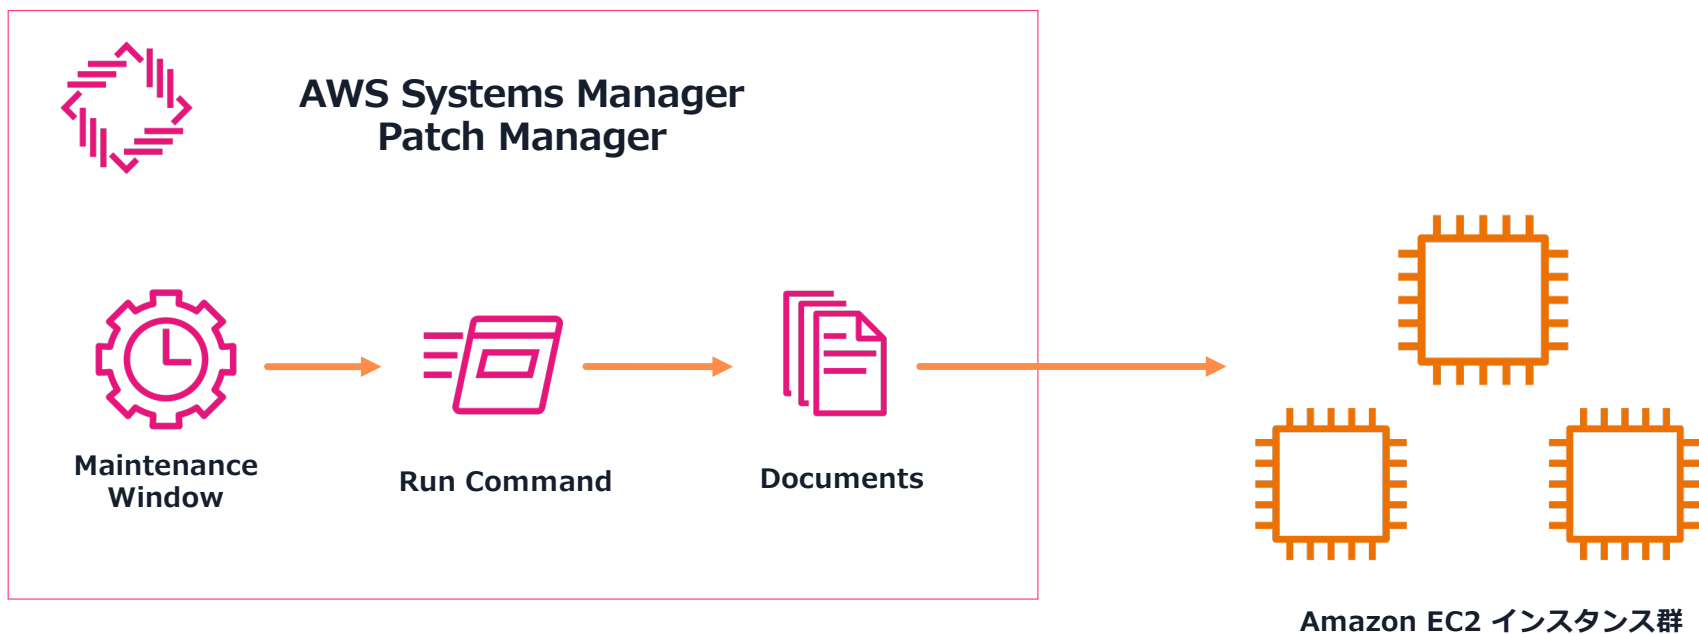 AWS Systems Manager
Patch Manager
Maintenance
Window
Run Command
Documents
Amazon EC2 インスタンス群